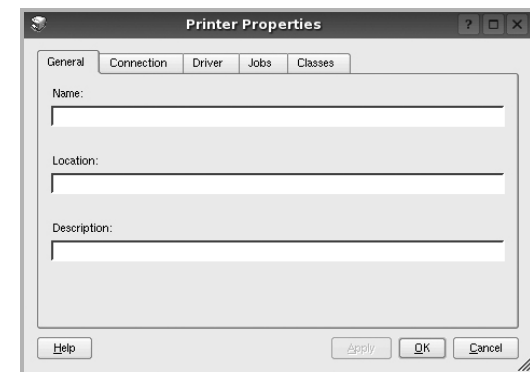 Printer Properties
General Connection Driver Jobs Classes
Name:
Location:
Description:
Help Apply OK Cancel